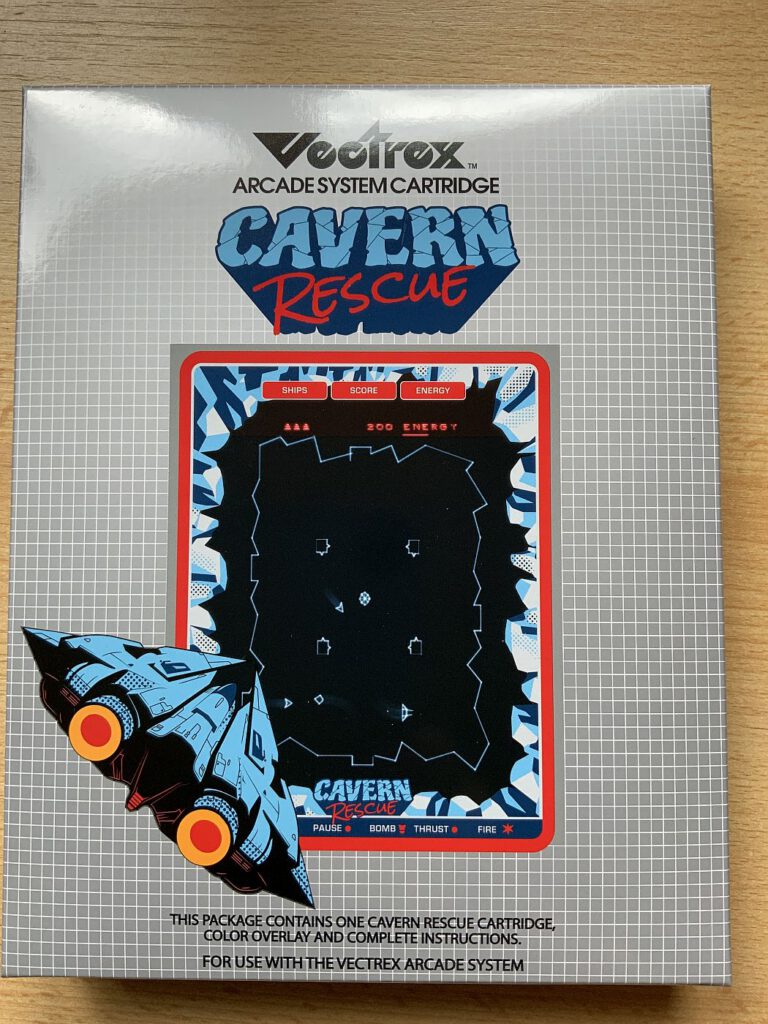 Vectrex™
ARCADE SYSTEM CARTRIDGE
CAVERN
RESCUE
SHIPS SCORE ENERGY
200 ENERGY
CAVERN
RESCUE
PAUSE BOMB THRUST FIRE
THIS PACKAGE CONTAINS ONE CAVERN RESCUE CARTRIDGE,
COLOR OVERLAY AND COMPLETE INSTRUCTIONS.
FOR USE WITH THE VECTREX ARCADE SYSTEM